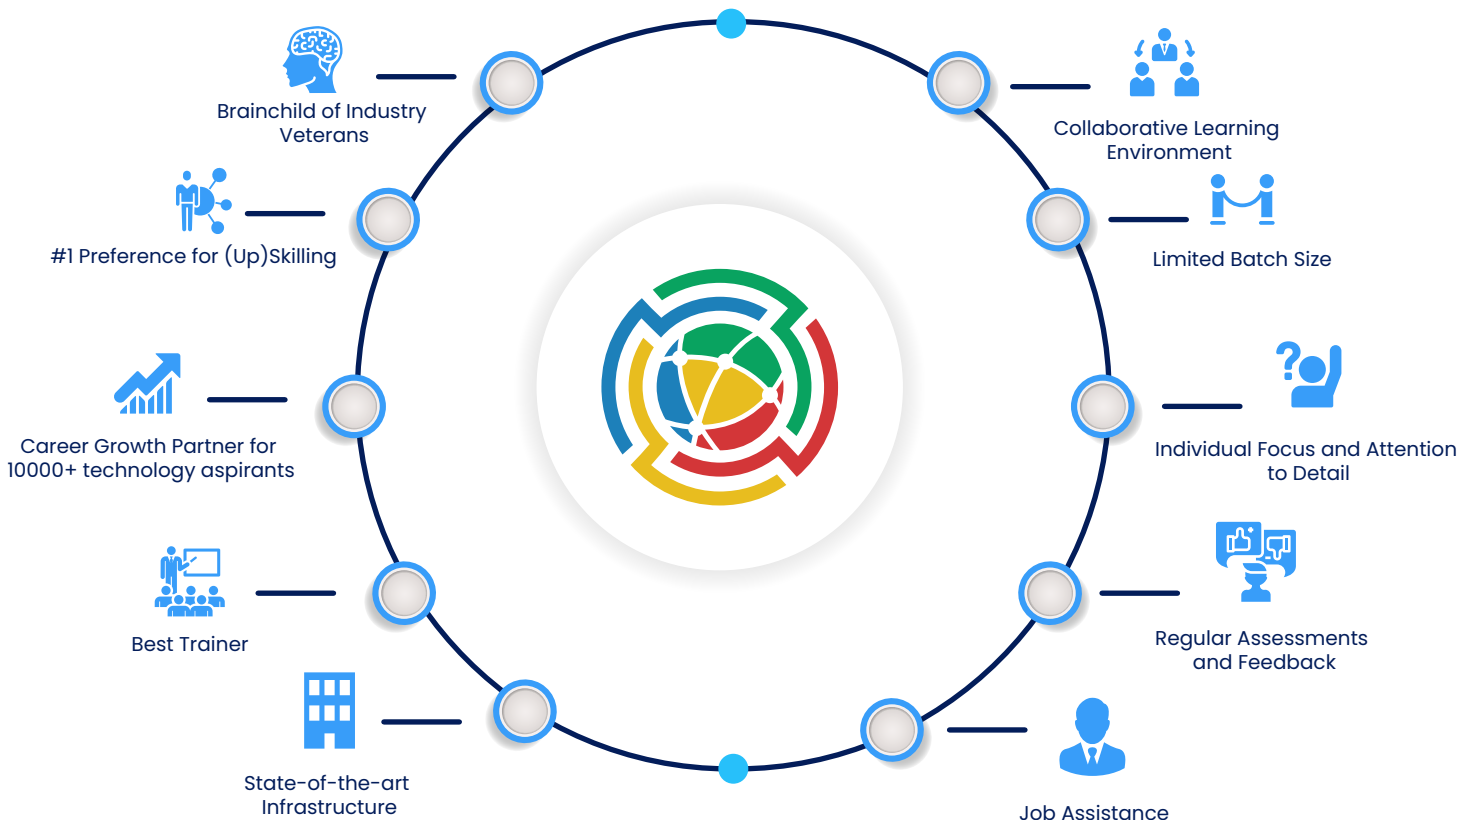 Brainchild of Industry
Veterans
#1 Preference for (Up)Skilling
Career Growth Partner for
10000+ technology aspirants
Best Trainer
State-of-the-art
Infrastructure
Collaborative Learning
Environment
Limited Batch Size
Individual Focus and Attention
to Detail
Regular Assessments
and Feedback
Job Assistance